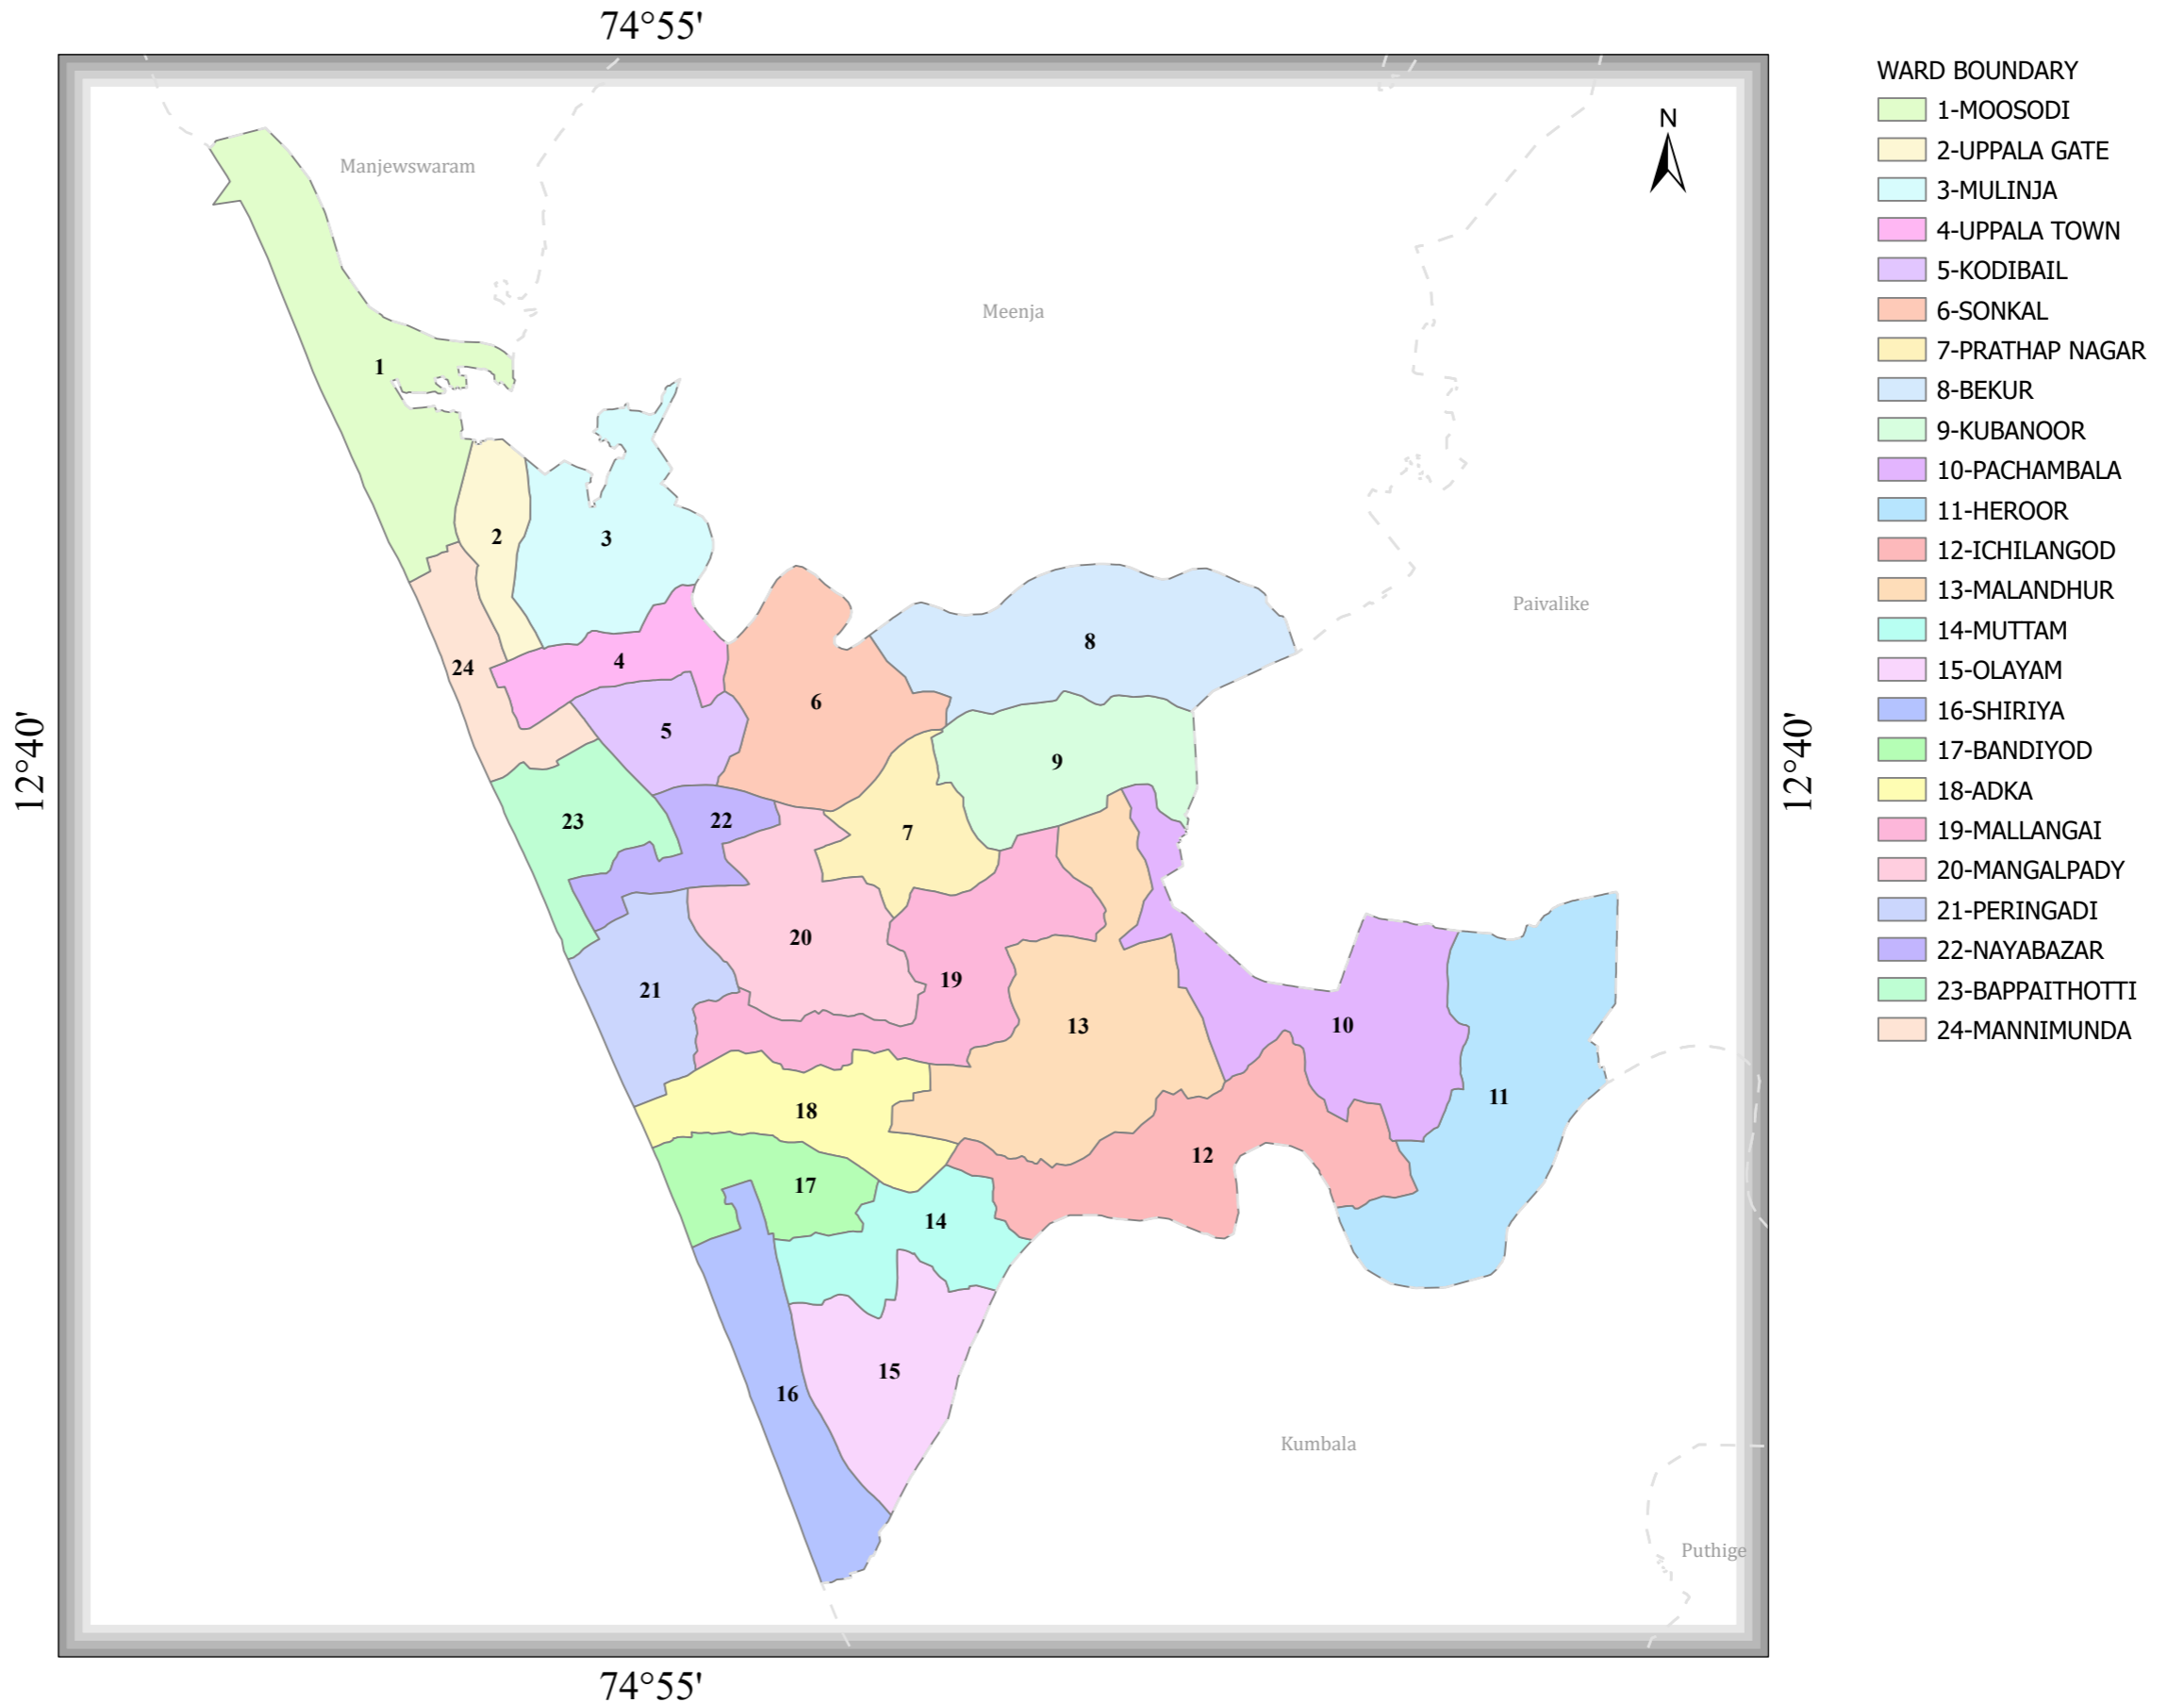 74°55'
WARD BOUNDARY
1-MOOSODI
2-UPPALA GATE
3-MULINJA
4-UPPALA TOWN
5-KODIBAIL
6-SONKAL
7-PRATHAP NAGAR
8-BEKUR
9-KUBANOOR
10-PACHAMBALA
11-HEROOR
12-ICHILANGOD
13-MALANDHUR
14-MUTTAM
15-OLAYAM
16-SHIRIYA
17-BANDIYOD
18-ADKA
19-MALLANGAI
20-MANGALPADY
21-PERINGADI
22-NAYABAZAR
23-BAPPAITHOTTI
24-MANNIMUNDA
N
Manjewswaram
Meenja
1
2
3
Paivalike
8
4
24
6
5
12°40'
12°40'
9
23
22
7
20
19
21
13
10
11
18
12
17
14
15
16
Kumbala
Puthige
74°55'